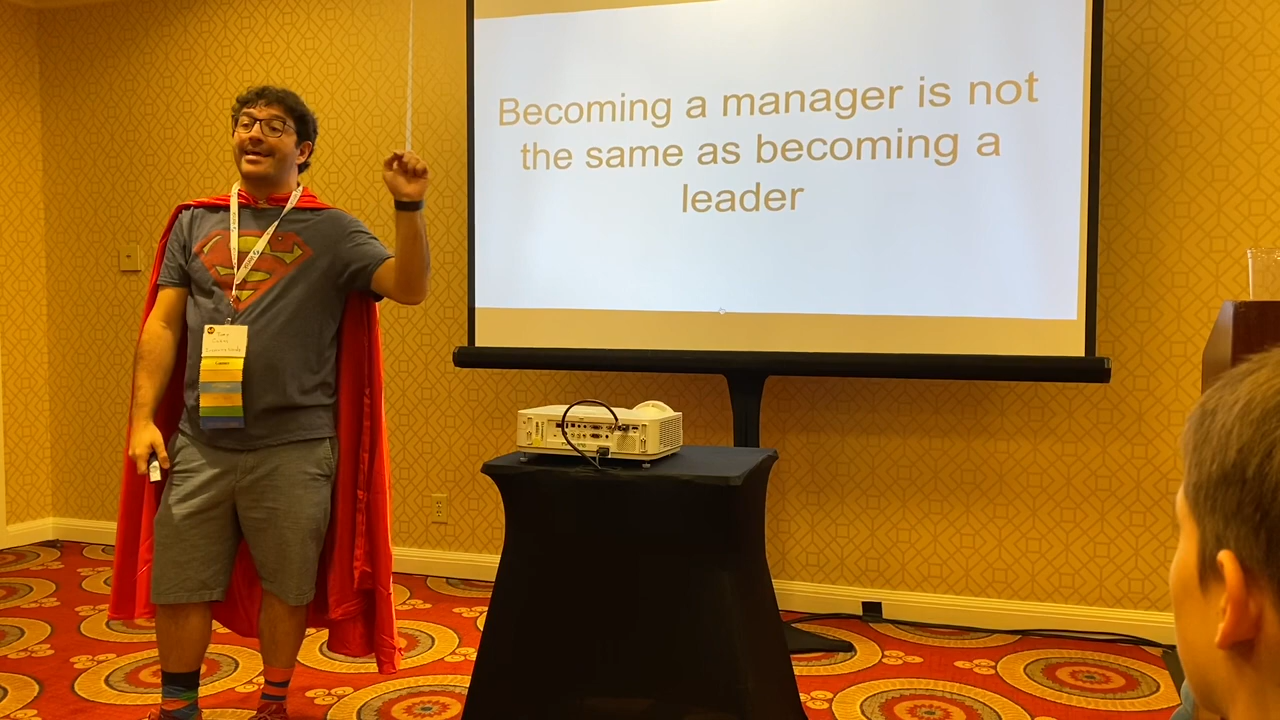 Becoming a manager is not
the same as becoming a
leader
S